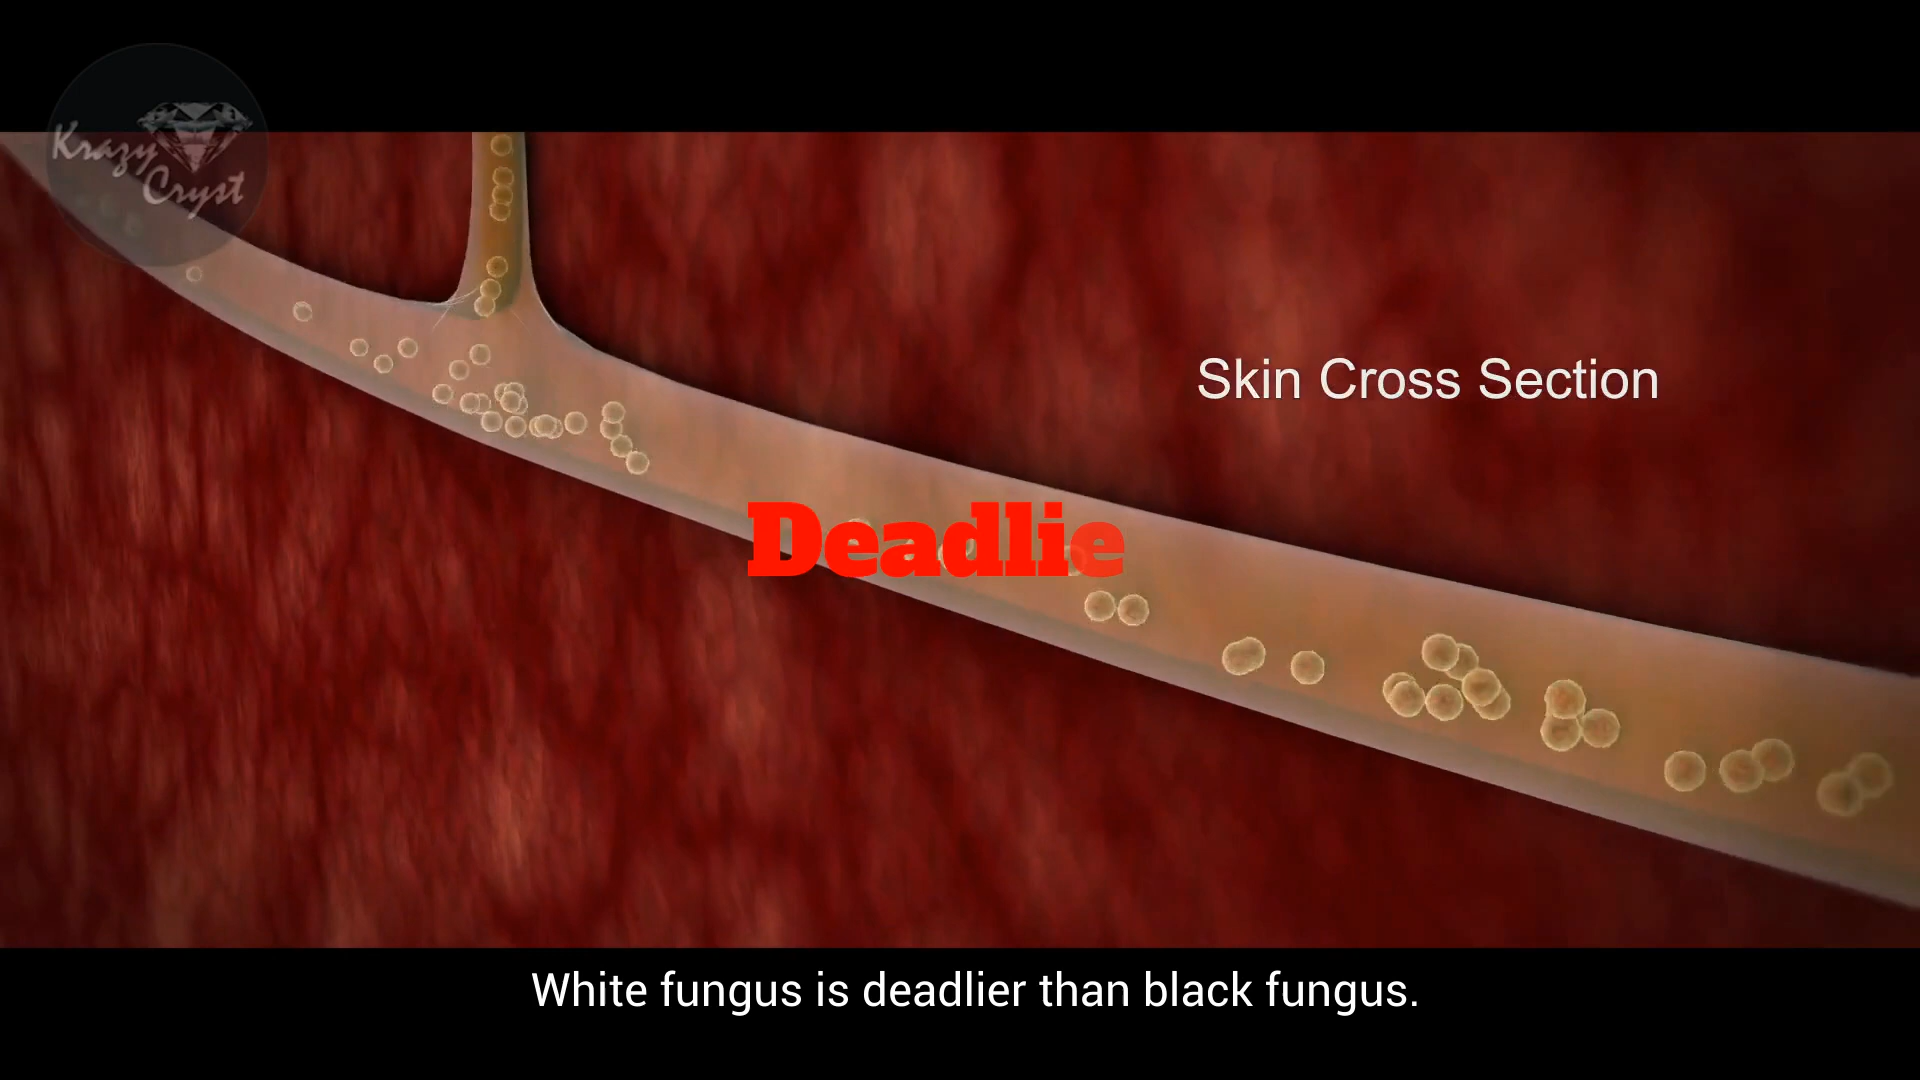 Krazy
Cryst
Skin Cross Section
Deadlie
White fungus is deadlier than black fungus.